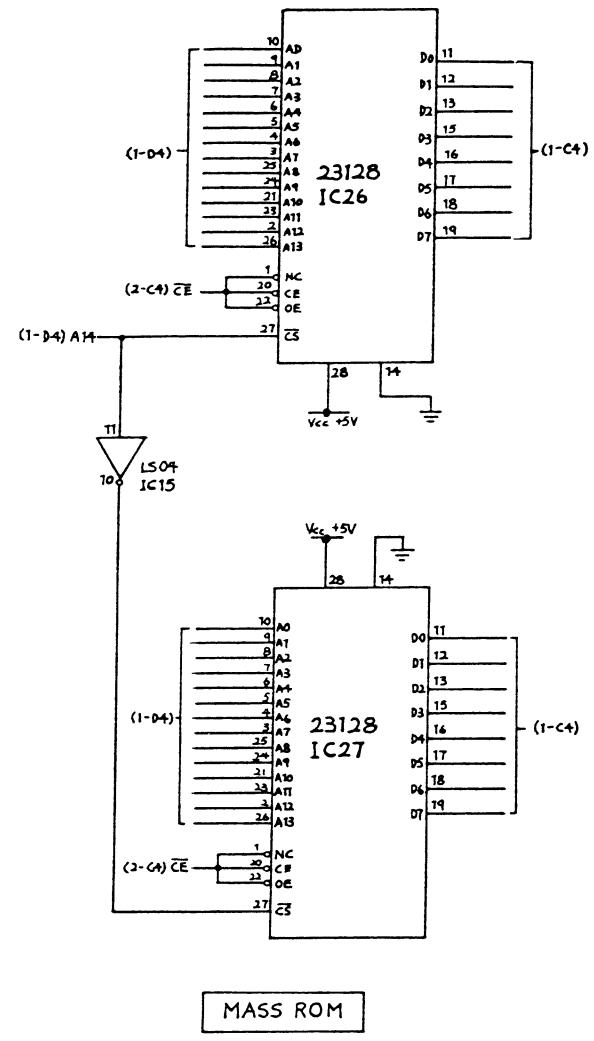 10 A0 D0 11
9 A1
8 A2 D1 12
7 A3
6 A4 D2 13
5 A5
4 A6 D3 15
3 A7
25 A8 D4 16
24 A9
21 A10 D5 17
23 A11
2 A12 D6 18
26 A13 D7 19
(1-D4)
(1-C4)
23128
IC26
1 NC
(2-C4) CE 20 CE
22 OE
(1-D4) A14 27 CS
28 14
Vcc +5V
11
LS04
10 IC15
Vcc +5V
28 14
10 A0 D0 11
9 A1
8 A2 D1 12
7 A3
6 A4 D2 13
5 A5
4 A6 D3 15
3 A7
25 A8 D4 16
24 A9
21 A10 D5 17
23 A11
2 A12 D6 18
26 A13 D7 19
(1-D4)
(1-C4)
23128
IC27
1 NC
(2-C4) CE 20 CE
22 OE
27 CS
MASS ROM